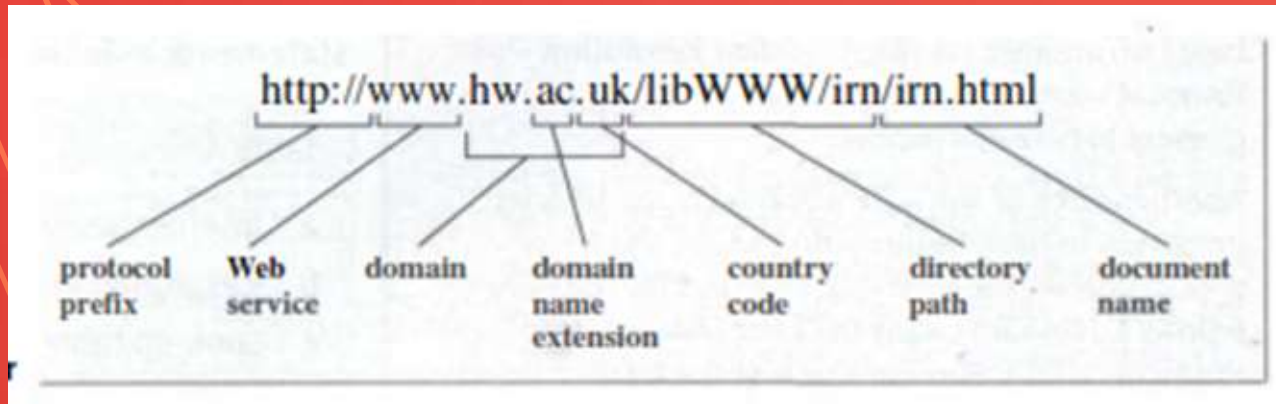 http://www.hw.ac.uk/libWWW/irn/irn.html
protocol prefix
Web service
domain
domain name extension
country code
directory path
document name